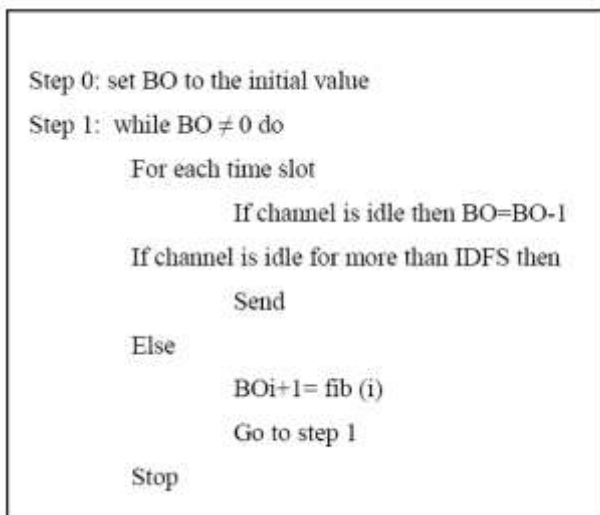 Step 0: set BO to the initial value
Step 1: while BO ≠ 0 do
For each time slot
If channel is idle then BO=BO-1
If channel is idle for more than IDFS then
Send
Else
BOi+1= fib (i)
Go to step 1
Stop